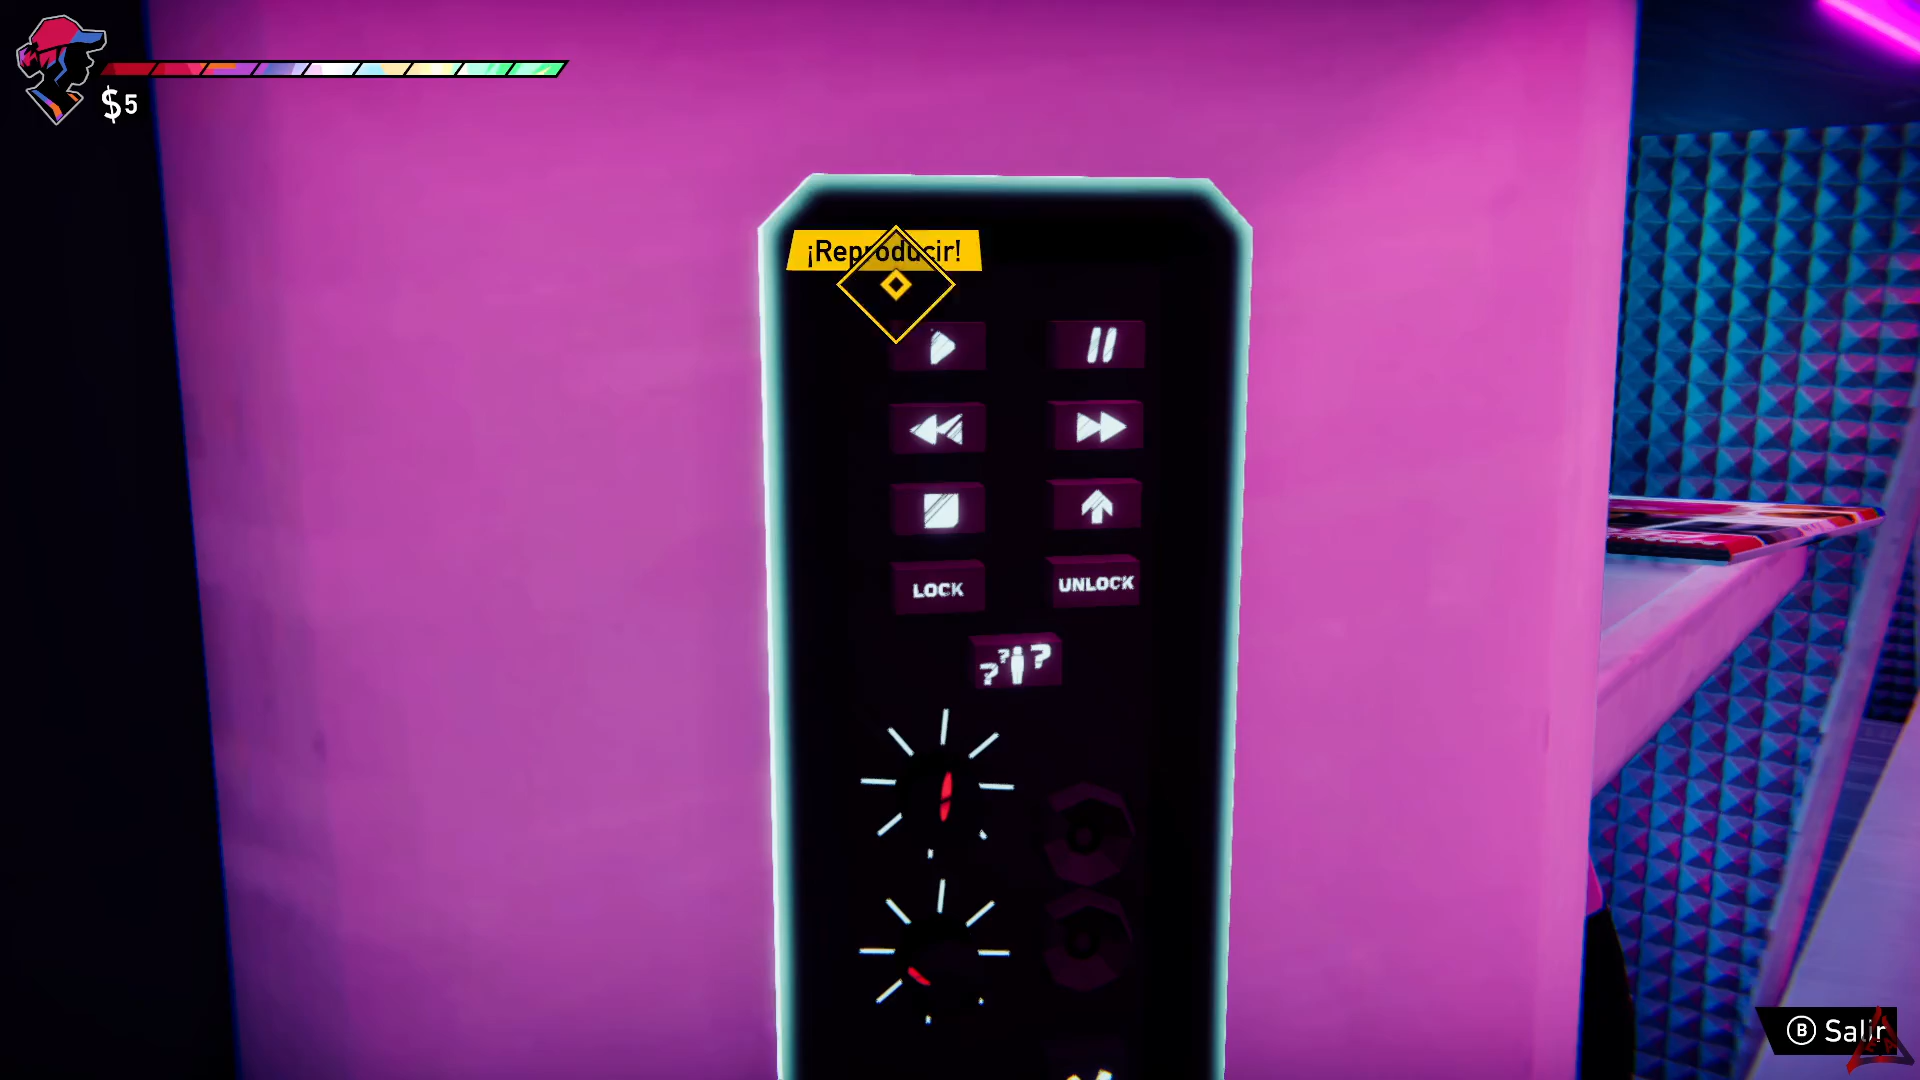 $5
¡Reproducir!
LOCK
UNLOCK
? ? ?
B Salir